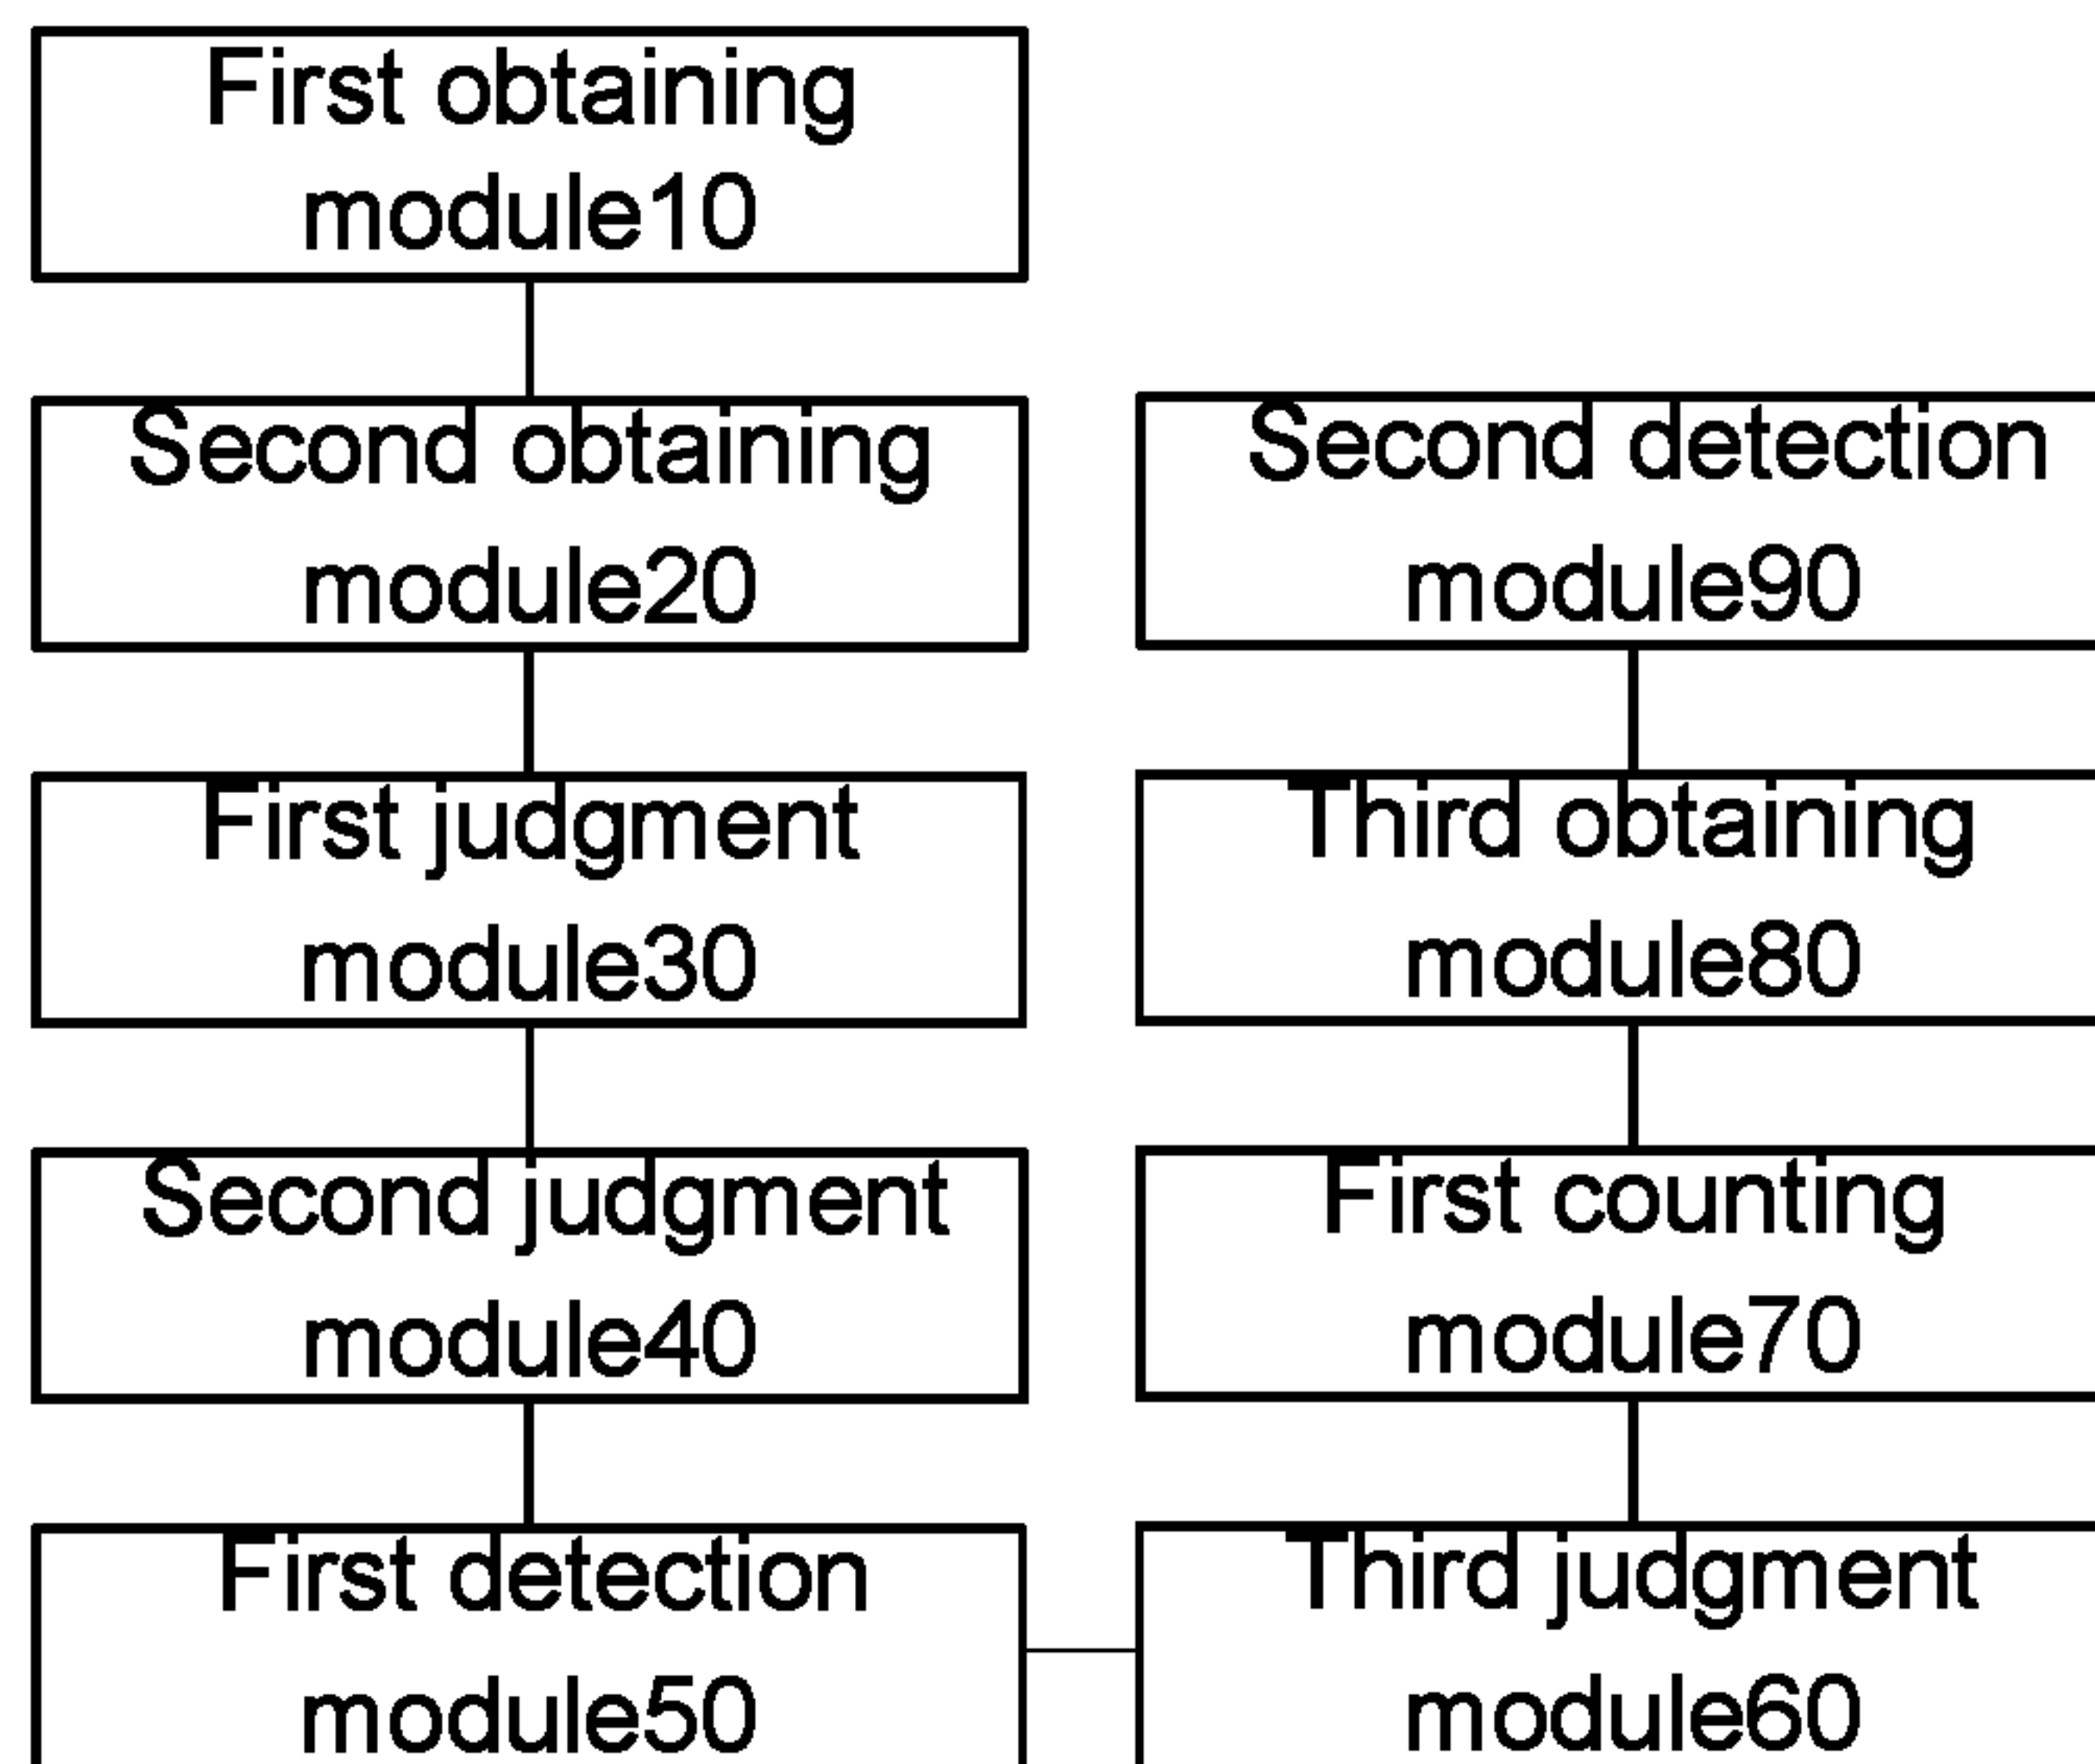 First obtaining
module10
Second obtaining
module20
First judgment
module30
Second judgment
module40
First detection
module50
Second detection
module90
Third obtaining
module80
First counting
module70
Third judgment
module60